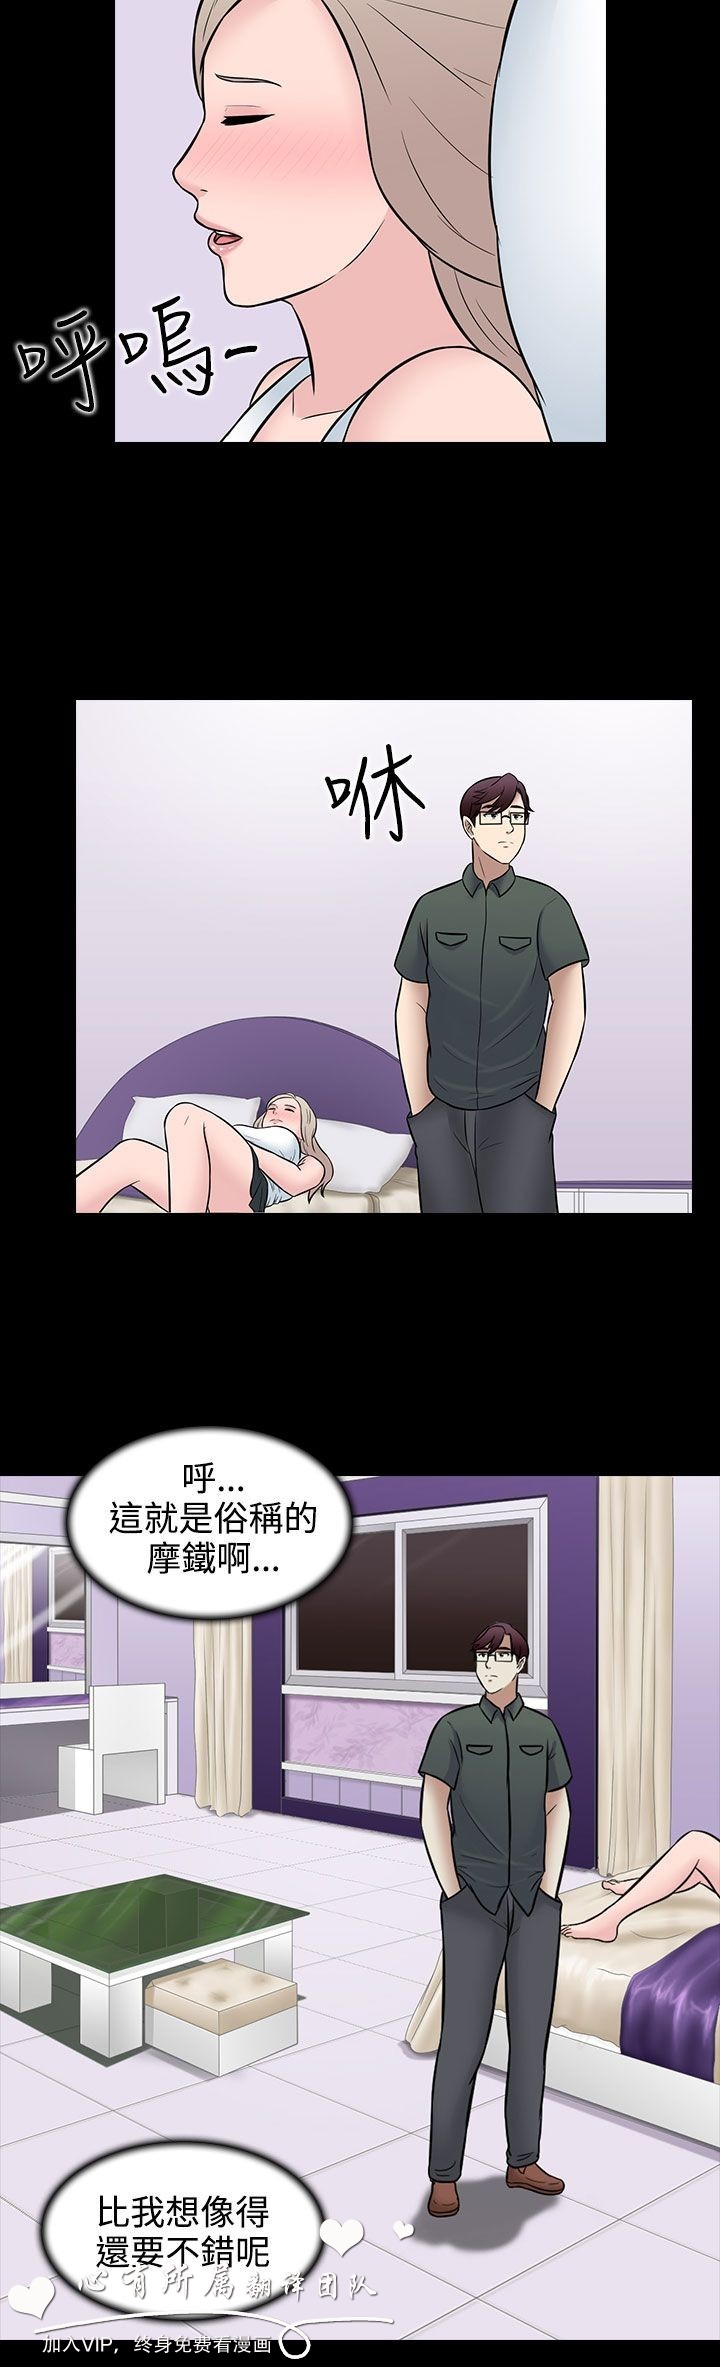 呼嗚-
咻
呼…
這就是俗稱的
摩鐵啊…
比我想像得
還要不錯呢
心有所属翻译团队
加入VIP，终身免费看漫画